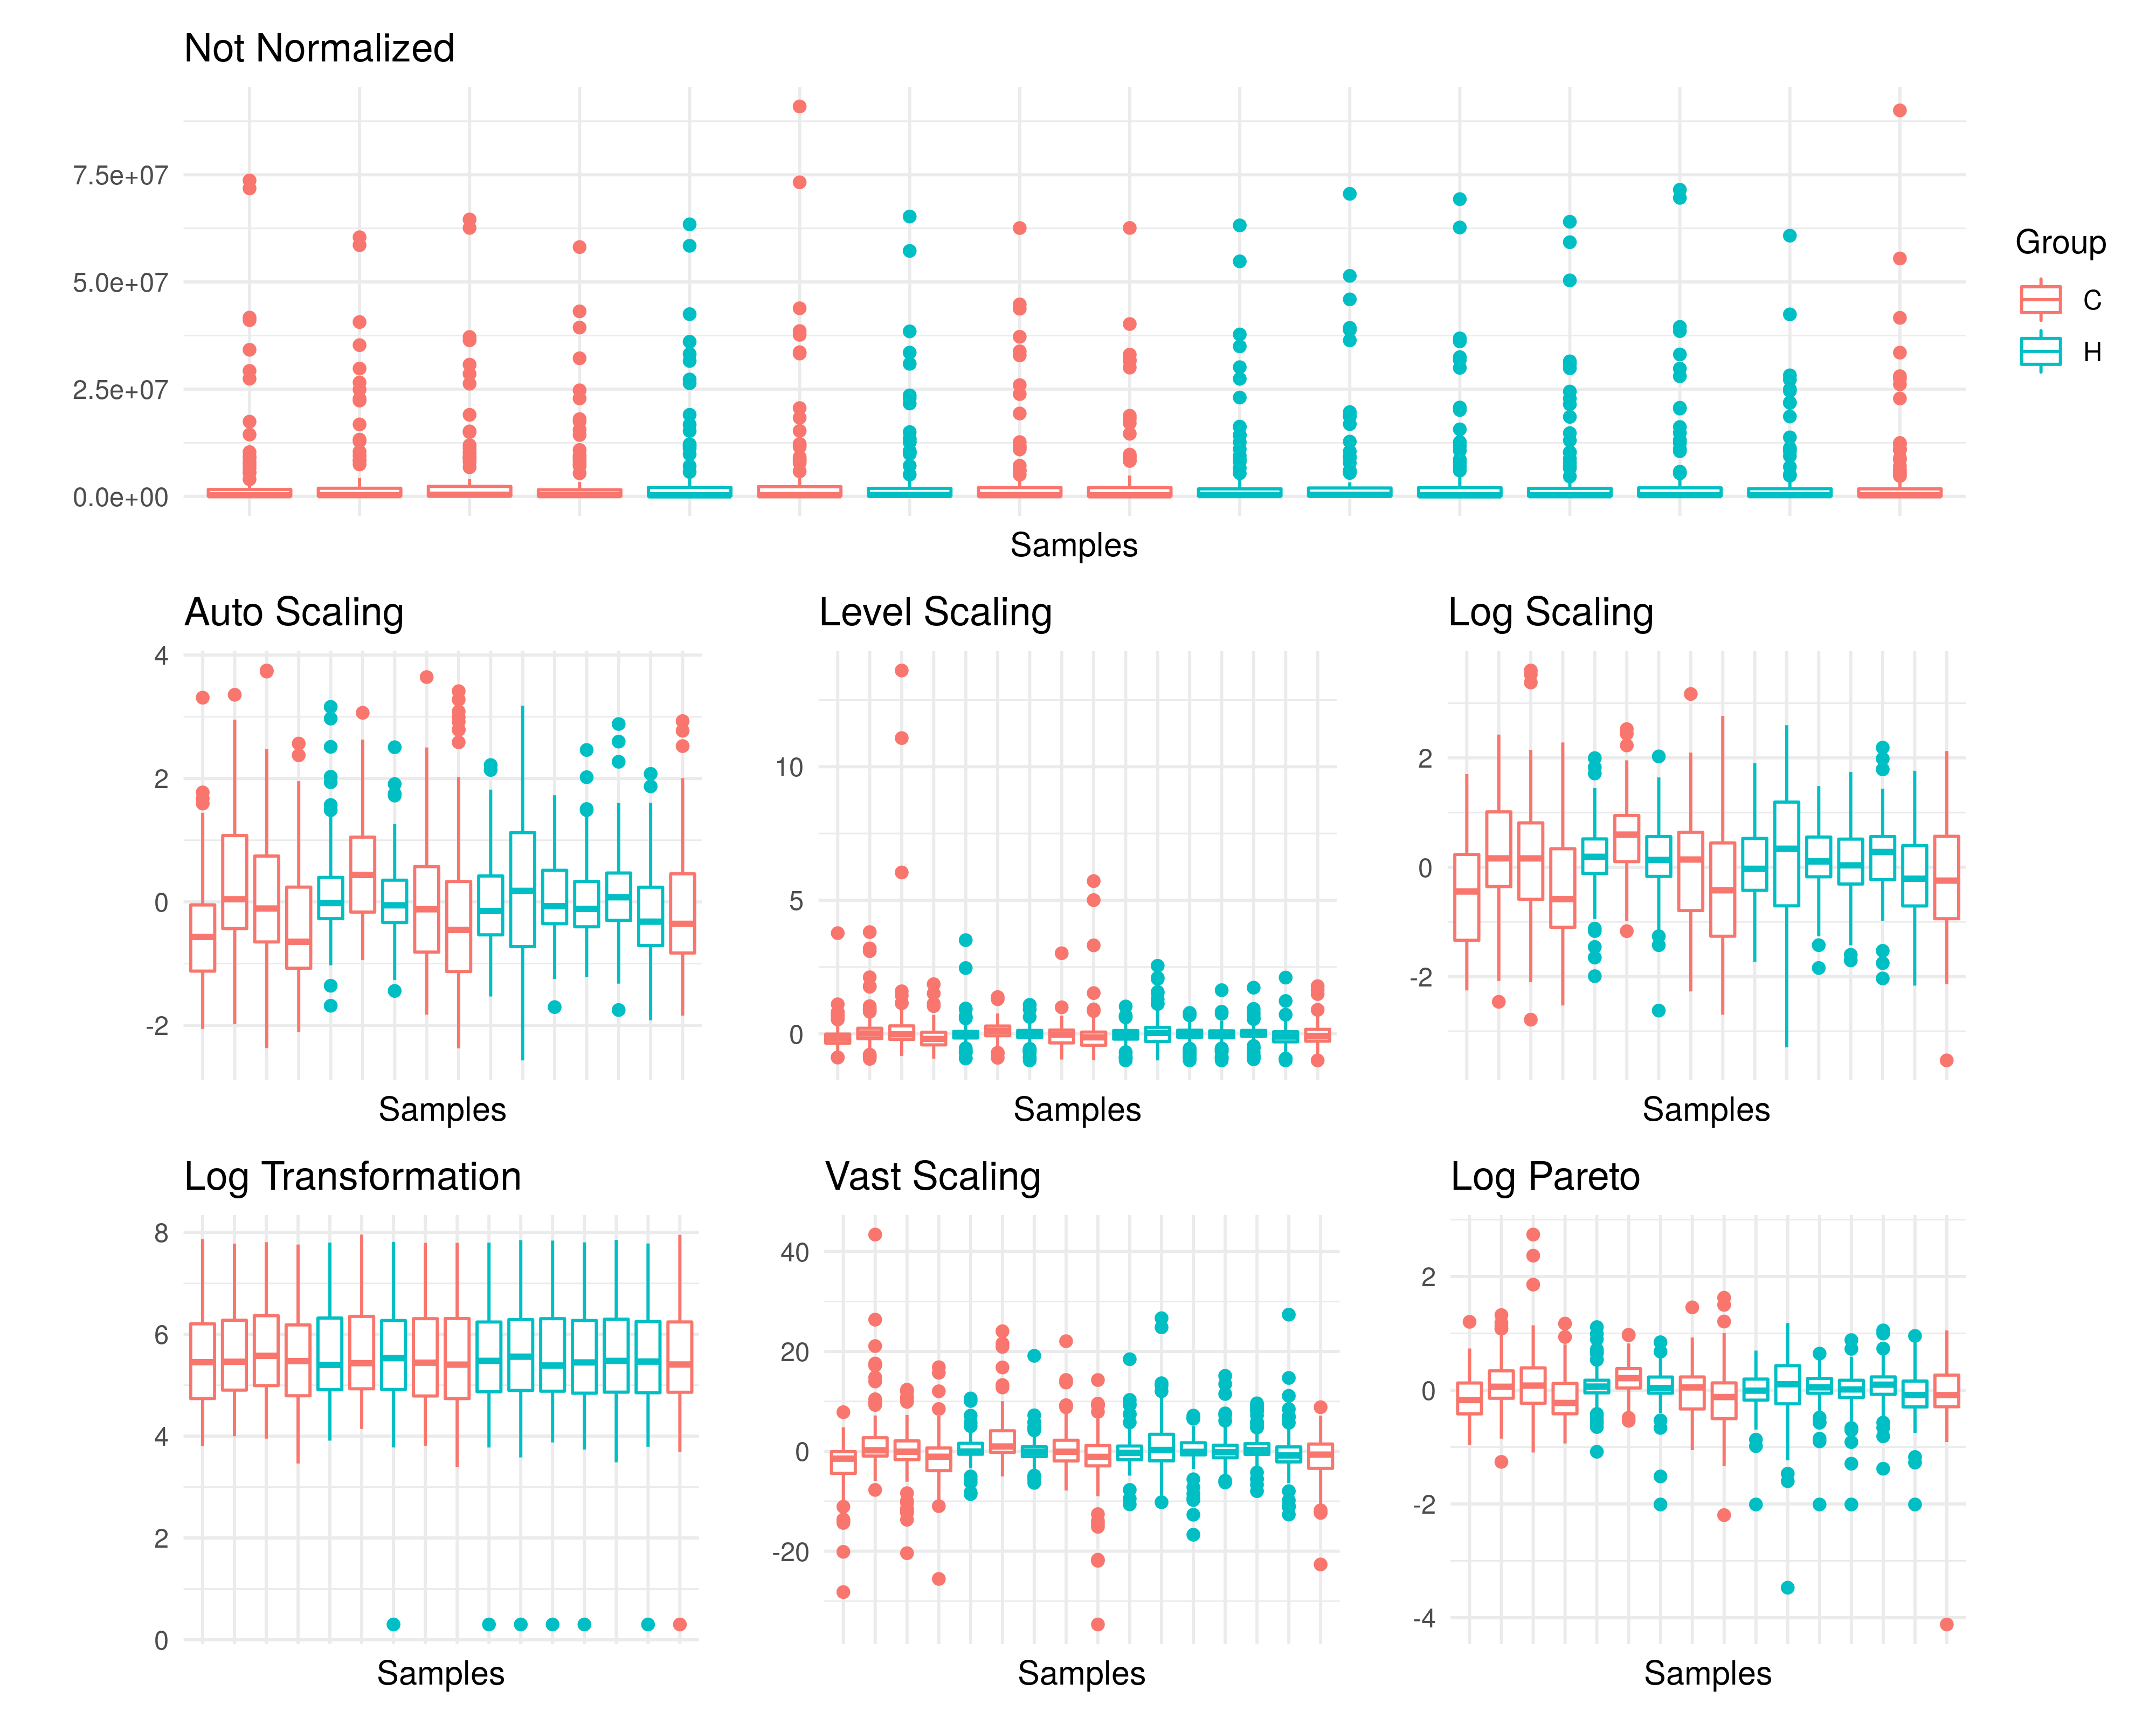 Not Normalized
7.5e+07
5.0e+07
2.5e+07
0.0e+00
Samples
Group
C
H
Auto Scaling
4
2
0
-2
Samples
Level Scaling
10
5
0
Samples
Log Scaling
2
0
-2
Samples
Log Transformation
8
6
4
2
0
Samples
Vast Scaling
40
20
0
-20
Samples
Log Pareto
2
0
-2
-4
Samples